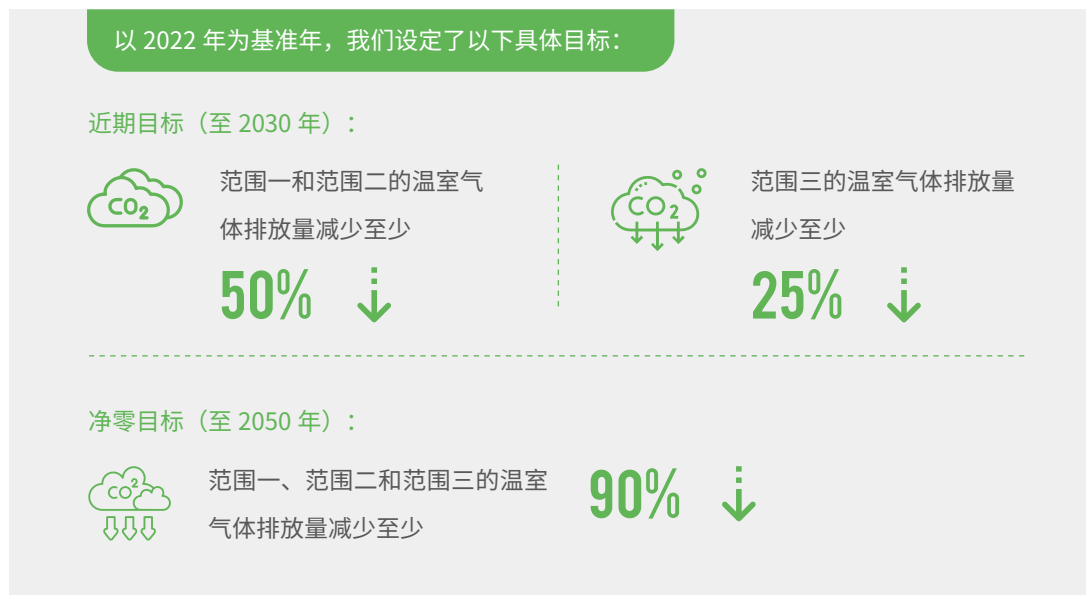 以 2022 年为基准年，我们设定了以下具体目标：
近期目标（至 2030 年）：
CO2
范围一和范围二的温室气
体排放量减少至少
50%
CO2
范围三的温室气体排放量
减少至少
25%
净零目标（至 2050 年）：
CO2
范围一、范围二和范围三的温室
气体排放量减少至少
90%